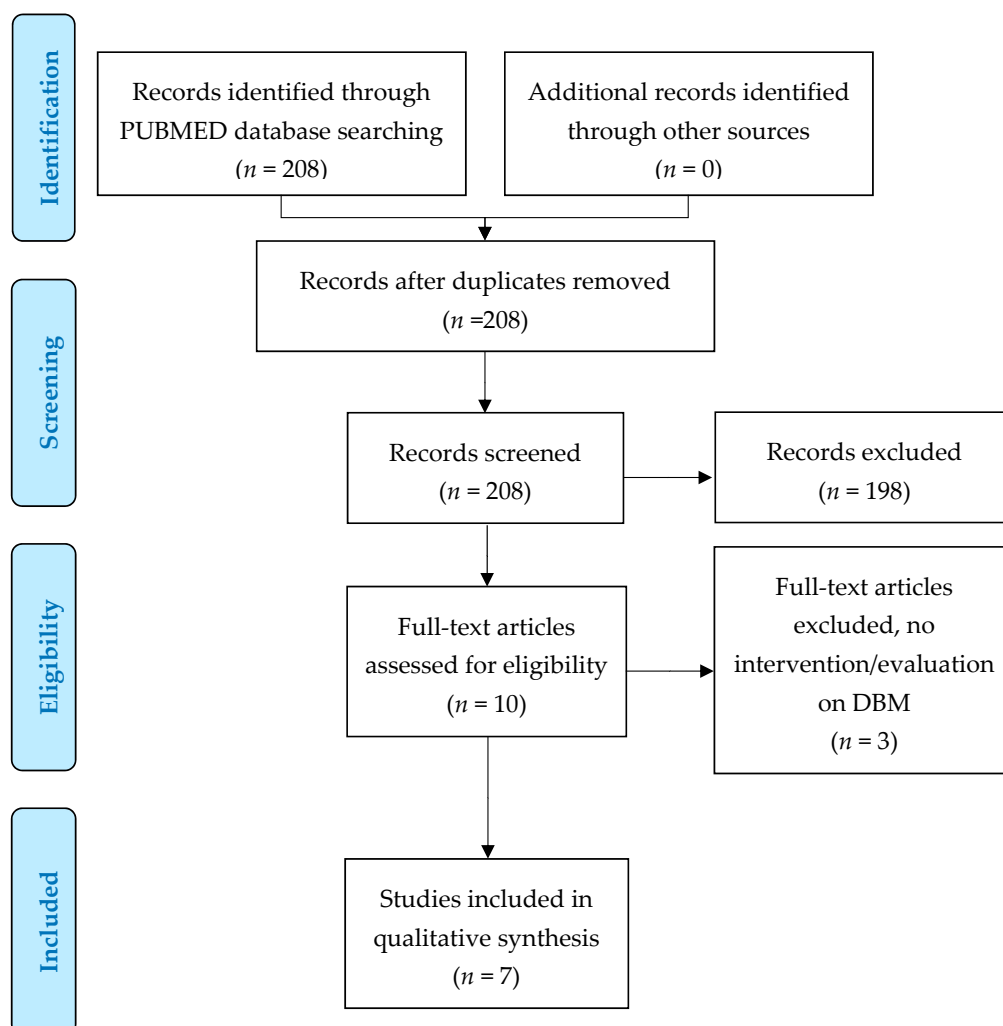 Identification
Records identified through
PUBMED database searching
(n = 208)
Additional records identified
through other sources
(n = 0)
Records after duplicates removed
(n =208)
Screening
Records screened
(n = 208)
Records excluded
(n = 198)
Eligibility
Full-text articles
assessed for eligibility
(n = 10)
Full-text articles
excluded, no
intervention/evaluation
on DBM
(n = 3)
Included
Studies included in
qualitative synthesis
(n = 7)